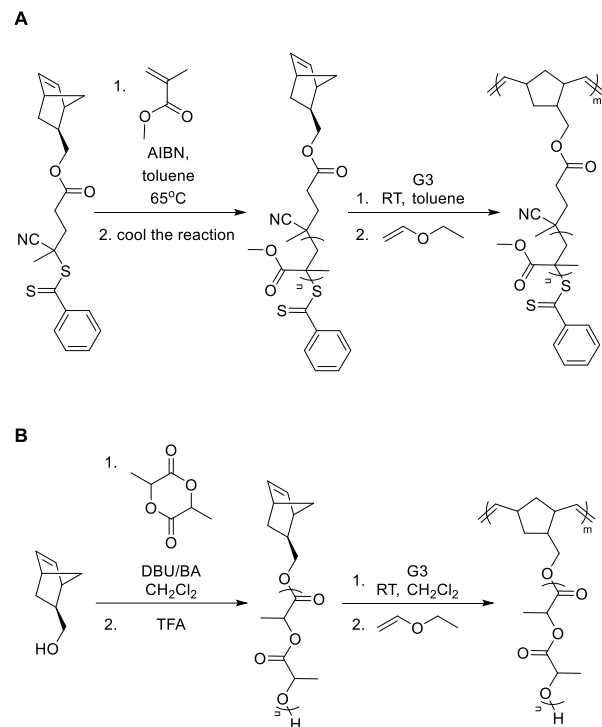 A
1.
O
O
AIBN,
toluene
65°C
2. cool the reaction
O
O
NC
S
S
O
O
NC
O
O
n
S
S
G3
1. RT, toluene
2. O
m
O
O
NC
O
O
n
S
S
B
1.
O
O
O
O
DBU/BA
CH2Cl2
2. TFA
HO
O
O
O
O
O
n H
G3
1. RT, CH2Cl2
2. O
m
O
O
O
O
O
n H